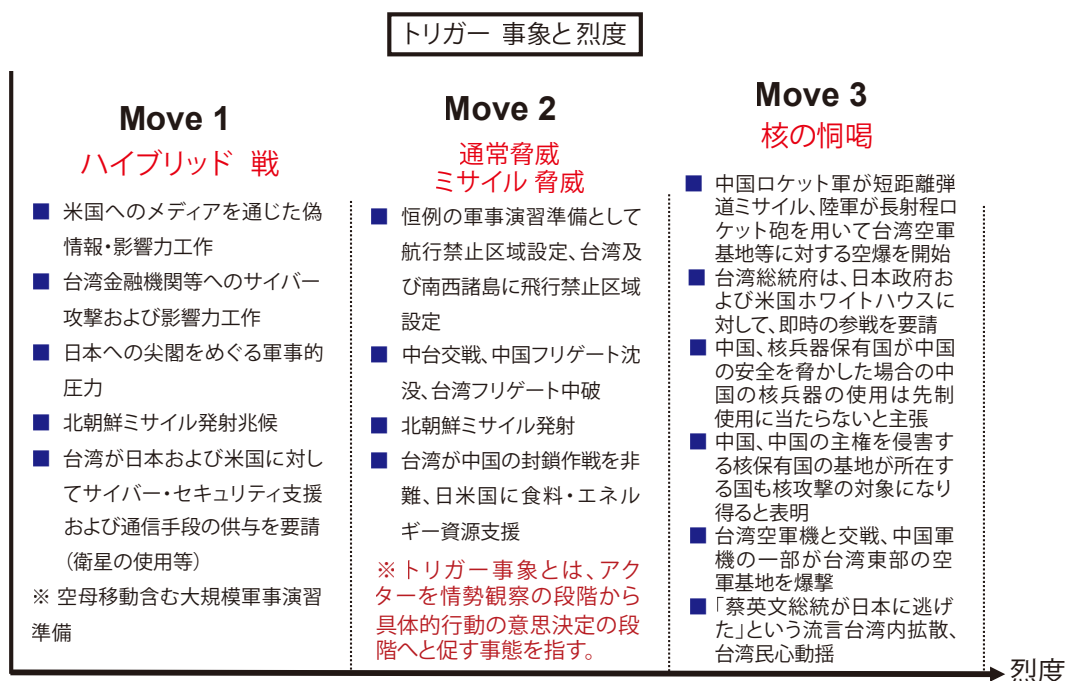 トリガー 事象と烈度
Move 1
ハイブリッド 戦
■ 米国へのメディアを通じた偽
情報・影響力工作
■ 台湾金融機関等へのサイバー
攻撃および影響力工作
■ 日本への尖閣をめぐる軍事的
圧力
■ 北朝鮮ミサイル発射兆候
■ 台湾が日本および米国に対し
てサイバー・セキュリティ支援
および通信手段の供与を要請
(衛星の使用等)
※ 空母移動含む大規模軍事演習
準備
Move 2
通常脅威
ミサイル 脅威
■ 恒例の軍事演習準備として
航行禁止区域設定、台湾及
び南西諸島に飛行禁止区域
設定
■ 中台交戦、中国フリゲート沈
没、台湾フリゲート中破
■ 北朝鮮ミサイル発射
■ 台湾が中国の封鎖作戦を非
難、日米国に食料・エネル
ギー資源支援
※ トリガー事象とは、アク
ターを情勢観察の段階から
具体的行動の意思決定の段
階へと促す事態を指す。
Move 3
核の恫喝
■ 中国ロケット軍が短距離弾
道ミサイル、陸軍が長射程ロ
ケット砲を用いて台湾空軍
基地等に対する空爆を開始
■ 台湾総統府は、日本政府お
よび米国ホワイトハウスに
対して、即時の参戦を要請
■ 中国、核兵器保有国が中国
の安全を脅かした場合の中
国の核兵器の使用は先制
使用に当たらないと主張
■ 中国、中国の主権を侵害す
る核保有国の基地が所在す
る国も核攻撃の対象になり
得ると表明
■ 台湾空軍機と交戦、中国軍
機の一部が台湾東部の空
軍基地を爆撃
■ 「蔡英文総統が日本に逃げ
た」という流言台湾内拡散、
台湾民心動揺
烈度